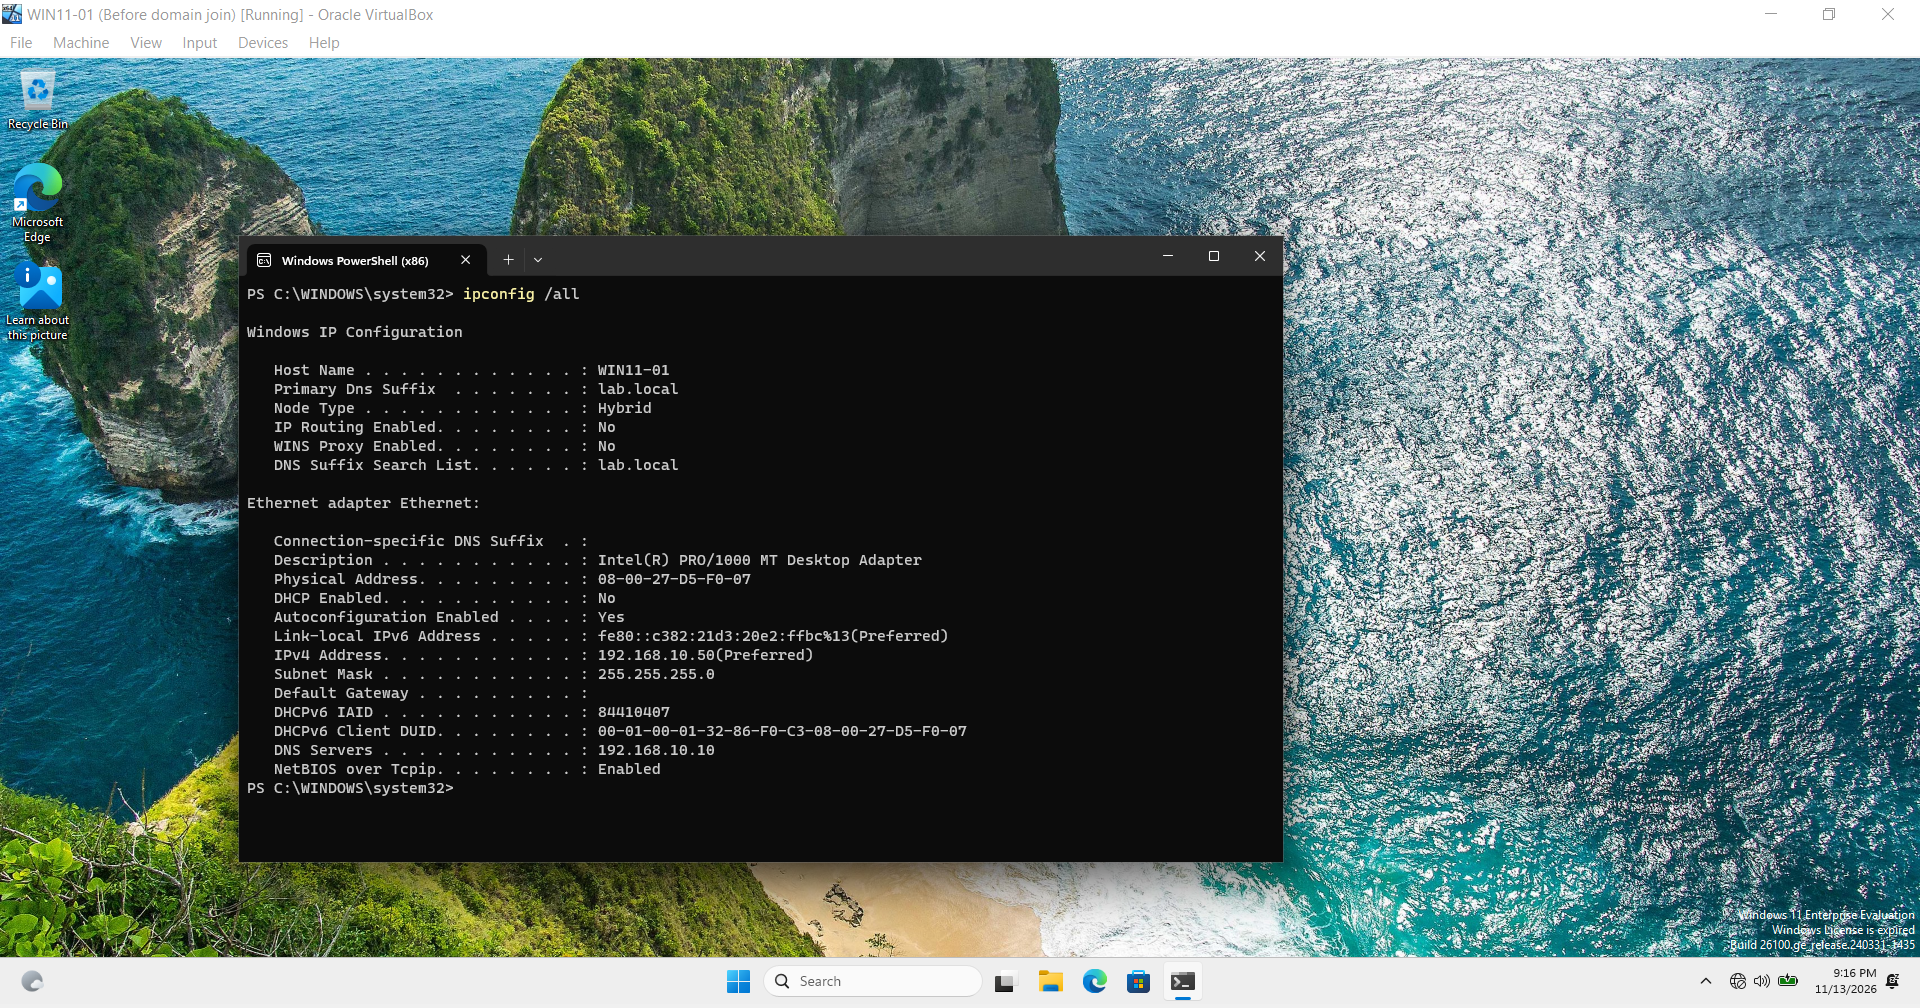 WIN11-01 (Before domain join) [Running] - Oracle VirtualBox
File Machine View Input Devices Help
Recycle Bin
Microsoft
Edge
Learn about
this picture
Windows PowerShell (x86)
PS C:\WINDOWS\system32> ipconfig /all
Windows IP Configuration
Host Name . . . . . . . . . . . . : WIN11-01
Primary Dns Suffix  . . . . . . . : lab.local
Node Type . . . . . . . . . . . . : Hybrid
IP Routing Enabled. . . . . . . . : No
WINS Proxy Enabled. . . . . . . . : No
DNS Suffix Search List. . . . . . : lab.local
Ethernet adapter Ethernet:
Connection-specific DNS Suffix  . :
Description . . . . . . . . . . . : Intel(R) PRO/1000 MT Desktop Adapter
Physical Address. . . . . . . . . : 08-00-27-D5-F0-07
DHCP Enabled. . . . . . . . . . . : No
Autoconfiguration Enabled . . . . : Yes
Link-local IPv6 Address . . . . . : fe80::c382:21d3:20e2:ffbc%13(Preferred)
IPv4 Address. . . . . . . . . . . : 192.168.10.50(Preferred)
Subnet Mask . . . . . . . . . . . : 255.255.255.0
Default Gateway . . . . . . . . . :
DHCPv6 IAID . . . . . . . . . . . : 84410407
DHCPv6 Client DUID. . . . . . . . : 00-01-00-01-32-86-F0-C3-08-00-27-D5-F0-07
DNS Servers . . . . . . . . . . . : 192.168.10.10
NetBIOS over Tcpip. . . . . . . . : Enabled
PS C:\WINDOWS\system32>
Windows 11 Enterprise Evaluation
Windows License is expired
Build 26100.ge_release.240331-1435
Search
9:16 PM
11/13/2026